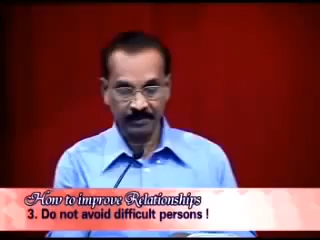 How to improve Relationships
3. Do not avoid difficult persons !